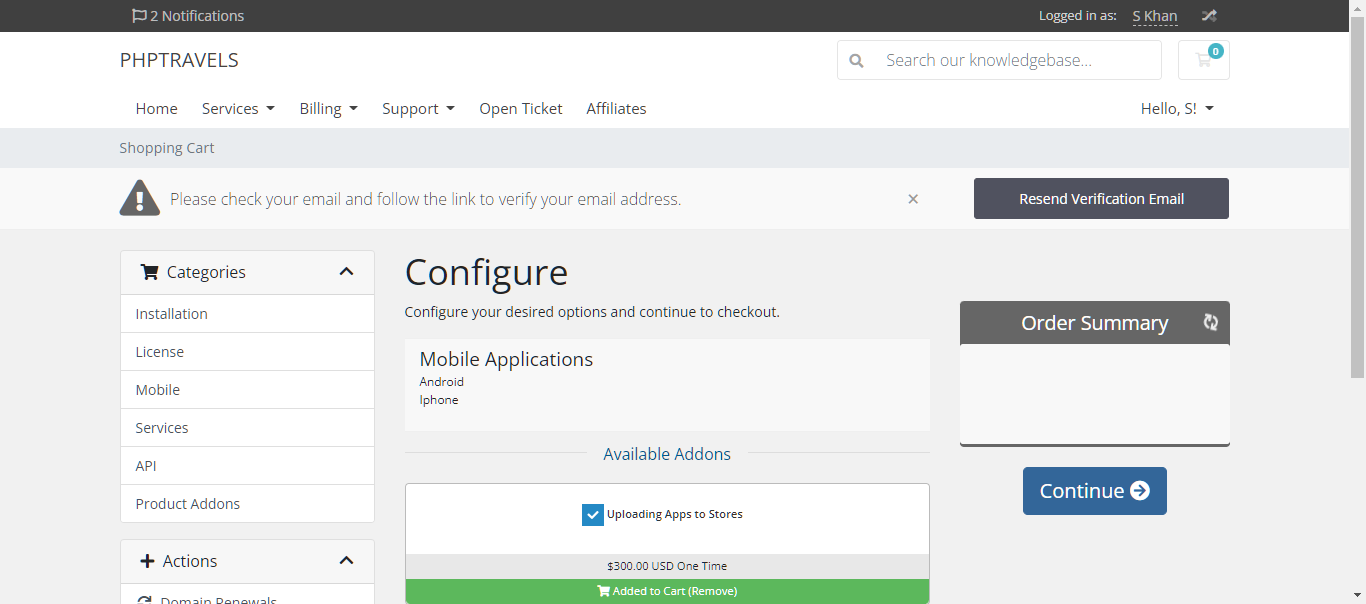 2 Notifications
Logged in as: S Khan
PHPTRAVELS
Search our knowledgebase...
0
Home Services Billing Support Open Ticket Affiliates Hello, S!
Shopping Cart
Please check your email and follow the link to verify your email address.
×
Resend Verification Email
Categories
Installation
License
Mobile
Services
API
Product Addons
Actions
Domain Renewals
Configure
Configure your desired options and continue to checkout.
Mobile Applications
Android
Iphone
Available Addons
Uploading Apps to Stores
$300.00 USD One Time
Added to Cart (Remove)
Order Summary
Continue